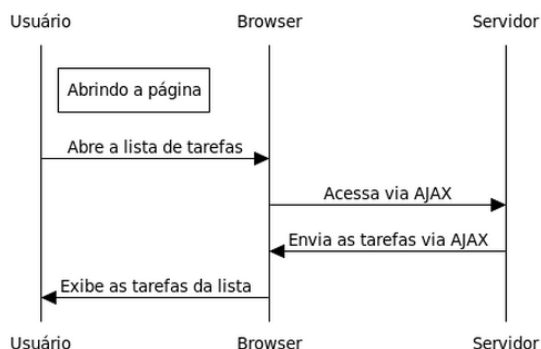 Usuário Browser Servidor
Abrindo a página
Abre a lista de tarefas
Acessa via AJAX
Envia as tarefas via AJAX
Exibe as tarefas da lista
Usuário Browser Servidor